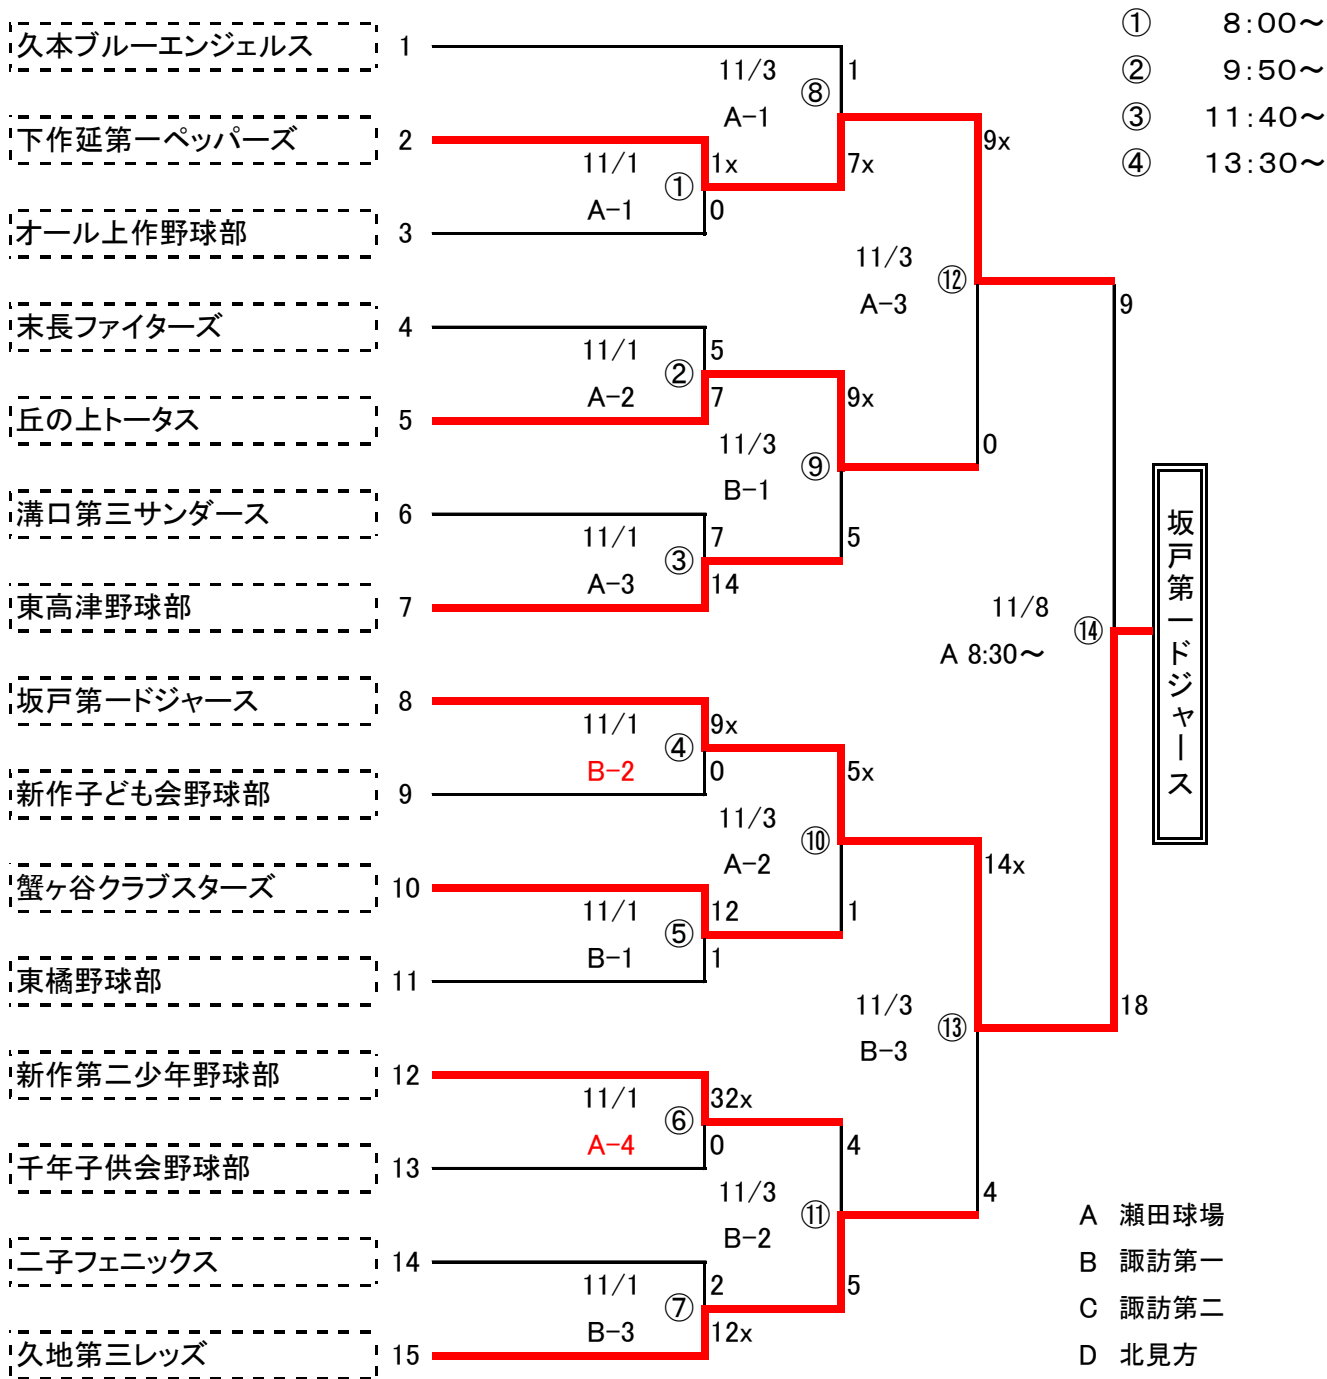 久本ブルーエンジェルス 1
下作延第一ペッパーズ 2
オール上作野球部 3
末長ファイターズ 4
丘の上トータス 5
溝口第三サンダース 6
東高津野球部 7
坂戸第一ドジャース 8
新作子ども会野球部 9
蟹ヶ谷クラブスターズ 10
東橘野球部 11
新作第二少年野球部 12
千年子供会野球部 13
二子フェニックス 14
久地第三レッズ 15
11/1 ① 1x
A-1 0
11/1 ② 5
A-2 7
11/1 ③ 7
A-3 14
11/1 ④ 9x
B-2 0
11/1 ⑤ 12
B-1 1
11/1 ⑥ 32x
A-4 0
11/1 ⑦ 2
B-3 12x
11/3 ⑧ 1
A-1 7x
11/3 ⑨ 9x
B-1 5
11/3 ⑩ 5x
A-2 1
11/3 ⑪ 4
B-2 5
11/3 ⑫ 9x
A-3 0
11/3 ⑬ 14x
B-3 4
11/8 ⑭ 9
A 8:30～ 18
坂戸第一ドジャース
① 8:00～
② 9:50～
③ 11:40～
④ 13:30～
A 瀬田球場
B 諏訪第一
C 諏訪第二
D 北見方